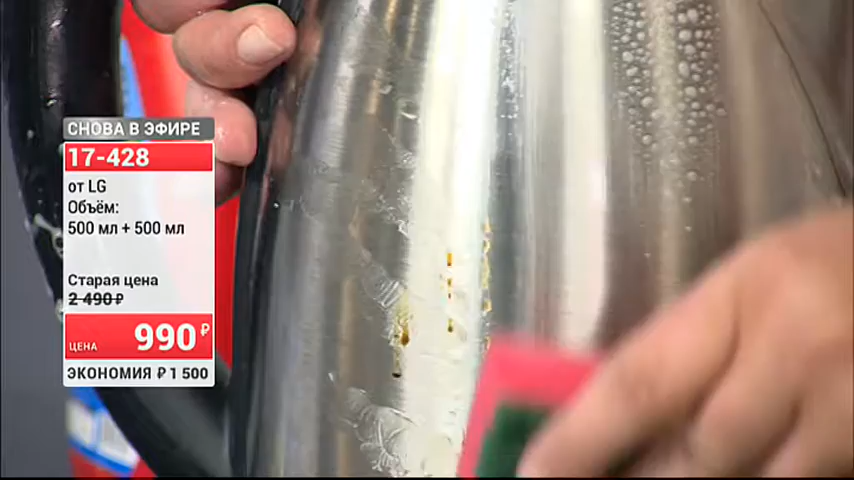 СНОВА В ЭФИРЕ
17-428
от LG
Объём:
500 мл + 500 мл
Старая цена
2 490 ₽
ЦЕНА 990 ₽
ЭКОНОМИЯ ₽ 1 500